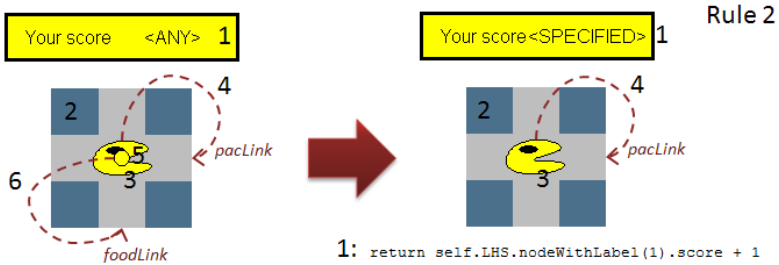 Rule 2
Your score <ANY> 1
Your score<SPECIFIED> 1
4
2
pacLink
5
3
6
foodLink
4
2
pacLink
3
1: return self.LHS.nodeWithLabel(1).score + 1